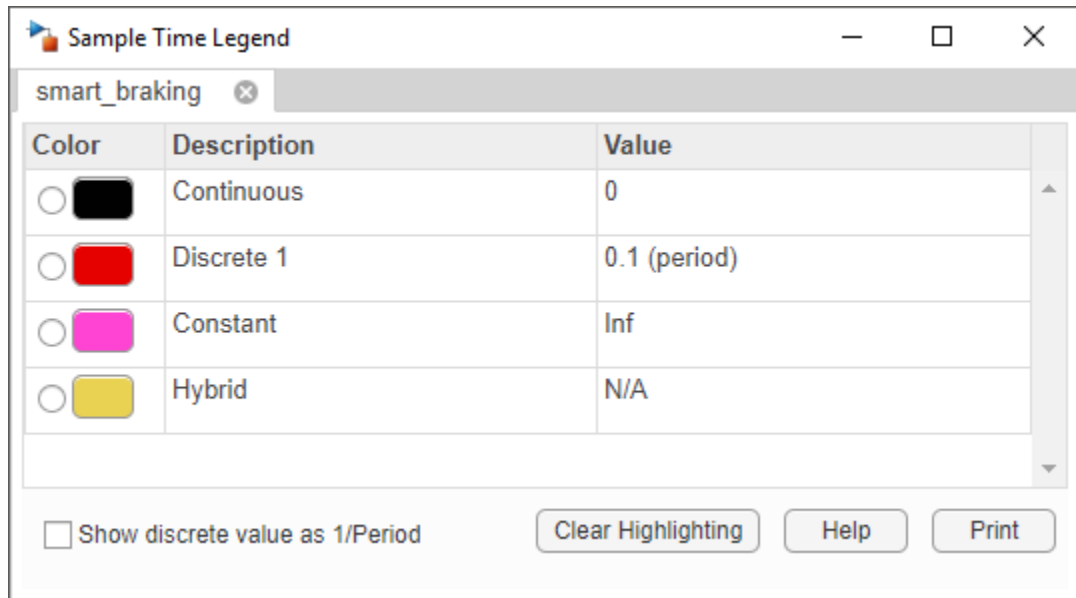 Sample Time Legend
smart_braking
Color Description Value
Continuous 0
Discrete 1 0.1 (period)
Constant Inf
Hybrid N/A
Show discrete value as 1/Period Clear Highlighting Help Print